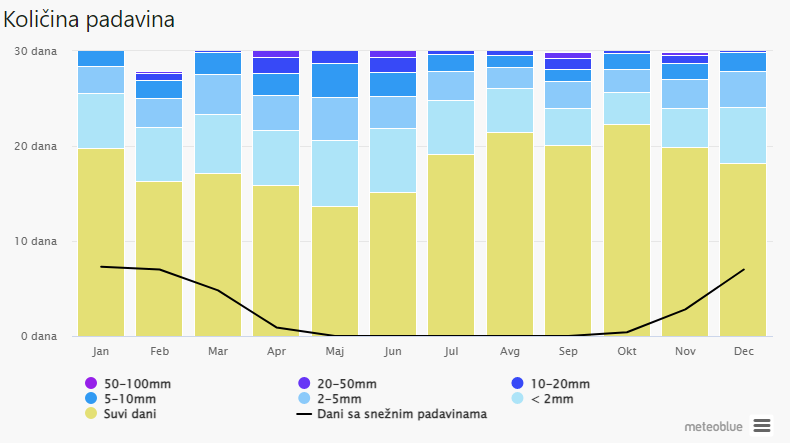 Količina padavina
30 dana
20 dana
10 dana
0 dana
Jan Feb Mar Apr Maj Jun Jul Avg Sep Okt Nov Dec
50–100mm 20–50mm 10–20mm
5–10mm 2–5mm < 2mm
Suvi dani Dani sa snežnim padavinama
meteoblue